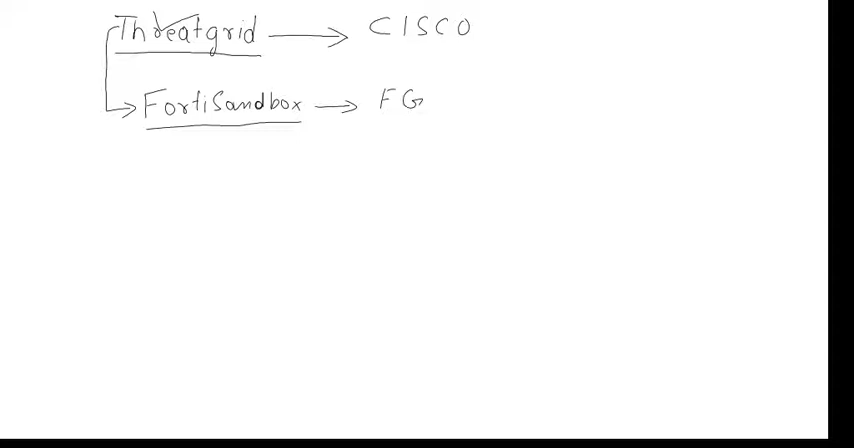 Threatgrid → CISCO
FortiSandbox → FG